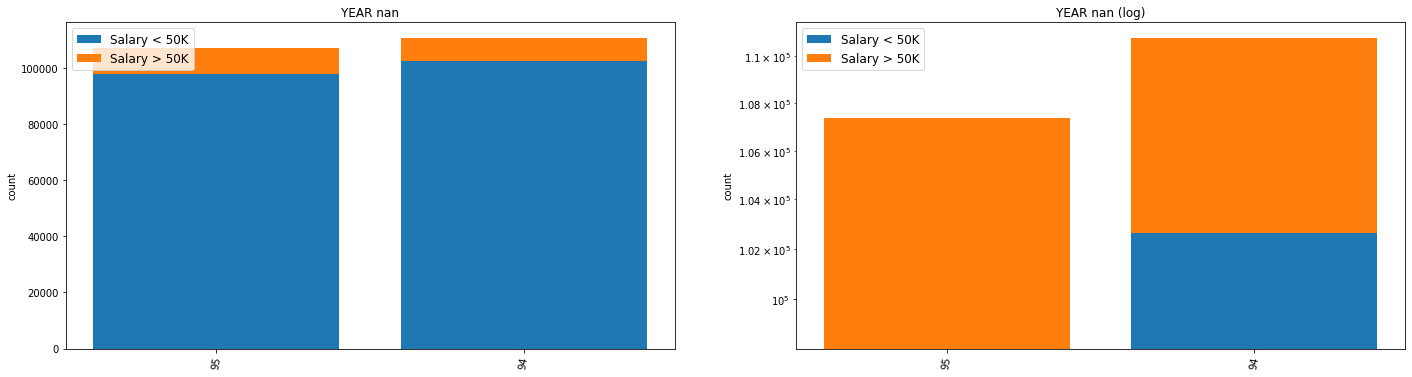 YEAR nan
Salary < 50K
Salary > 50K
100000
80000
60000
40000
20000
0
count
95
94
YEAR nan (log)
Salary < 50K
Salary > 50K
1.1 × 10⁵
1.08 × 10⁵
1.06 × 10⁵
1.04 × 10⁵
1.02 × 10⁵
10⁵
count
95
94